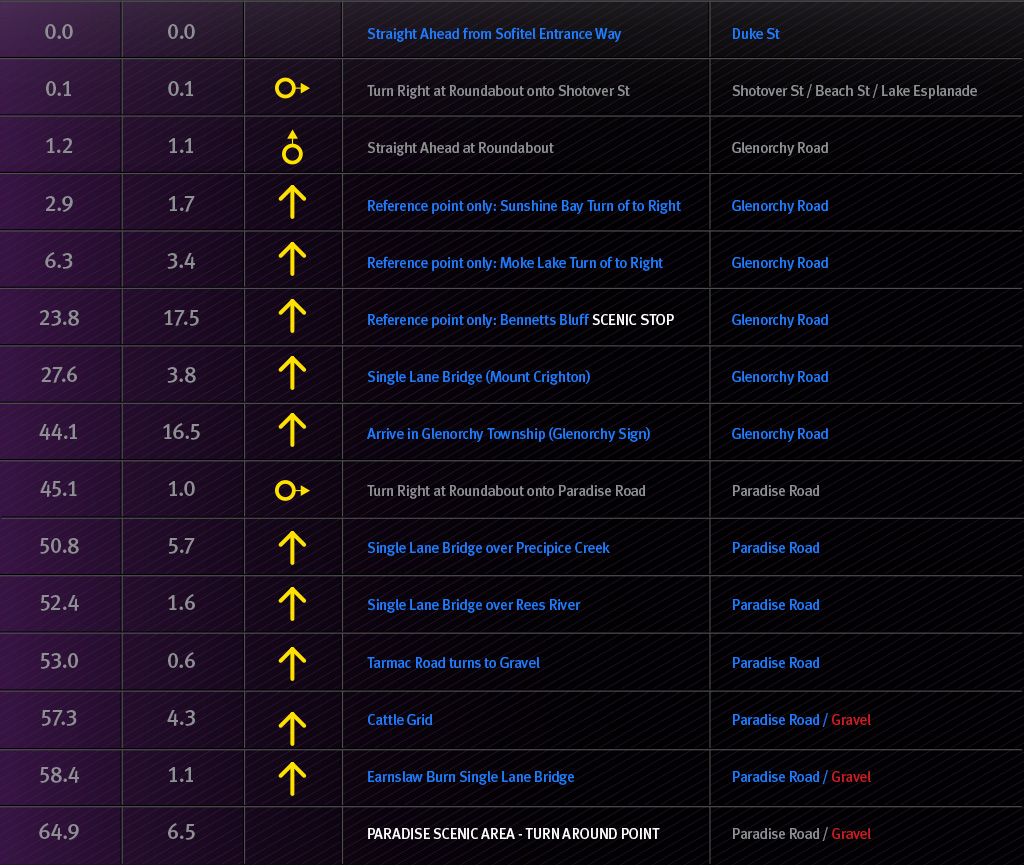 0.0 0.0 Straight Ahead from Sofitel Entrance Way Duke St
0.1 0.1 Turn Right at Roundabout onto Shotover St Shotover St / Beach St / Lake Esplanade
1.2 1.1 Straight Ahead at Roundabout Glenorchy Road
2.9 1.7 Reference point only: Sunshine Bay Turn of to Right Glenorchy Road
6.3 3.4 Reference point only: Moke Lake Turn of to Right Glenorchy Road
23.8 17.5 Reference point only: Bennetts Bluff SCENIC STOP Glenorchy Road
27.6 3.8 Single Lane Bridge (Mount Crighton) Glenorchy Road
44.1 16.5 Arrive in Glenorchy Township (Glenorchy Sign) Glenorchy Road
45.1 1.0 Turn Right at Roundabout onto Paradise Road Paradise Road
50.8 5.7 Single Lane Bridge over Precipice Creek Paradise Road
52.4 1.6 Single Lane Bridge over Rees River Paradise Road
53.0 0.6 Tarmac Road turns to Gravel Paradise Road
57.3 4.3 Cattle Grid Paradise Road / Gravel
58.4 1.1 Earnslaw Burn Single Lane Bridge Paradise Road / Gravel
64.9 6.5 PARADISE SCENIC AREA - TURN AROUND POINT Paradise Road / Gravel